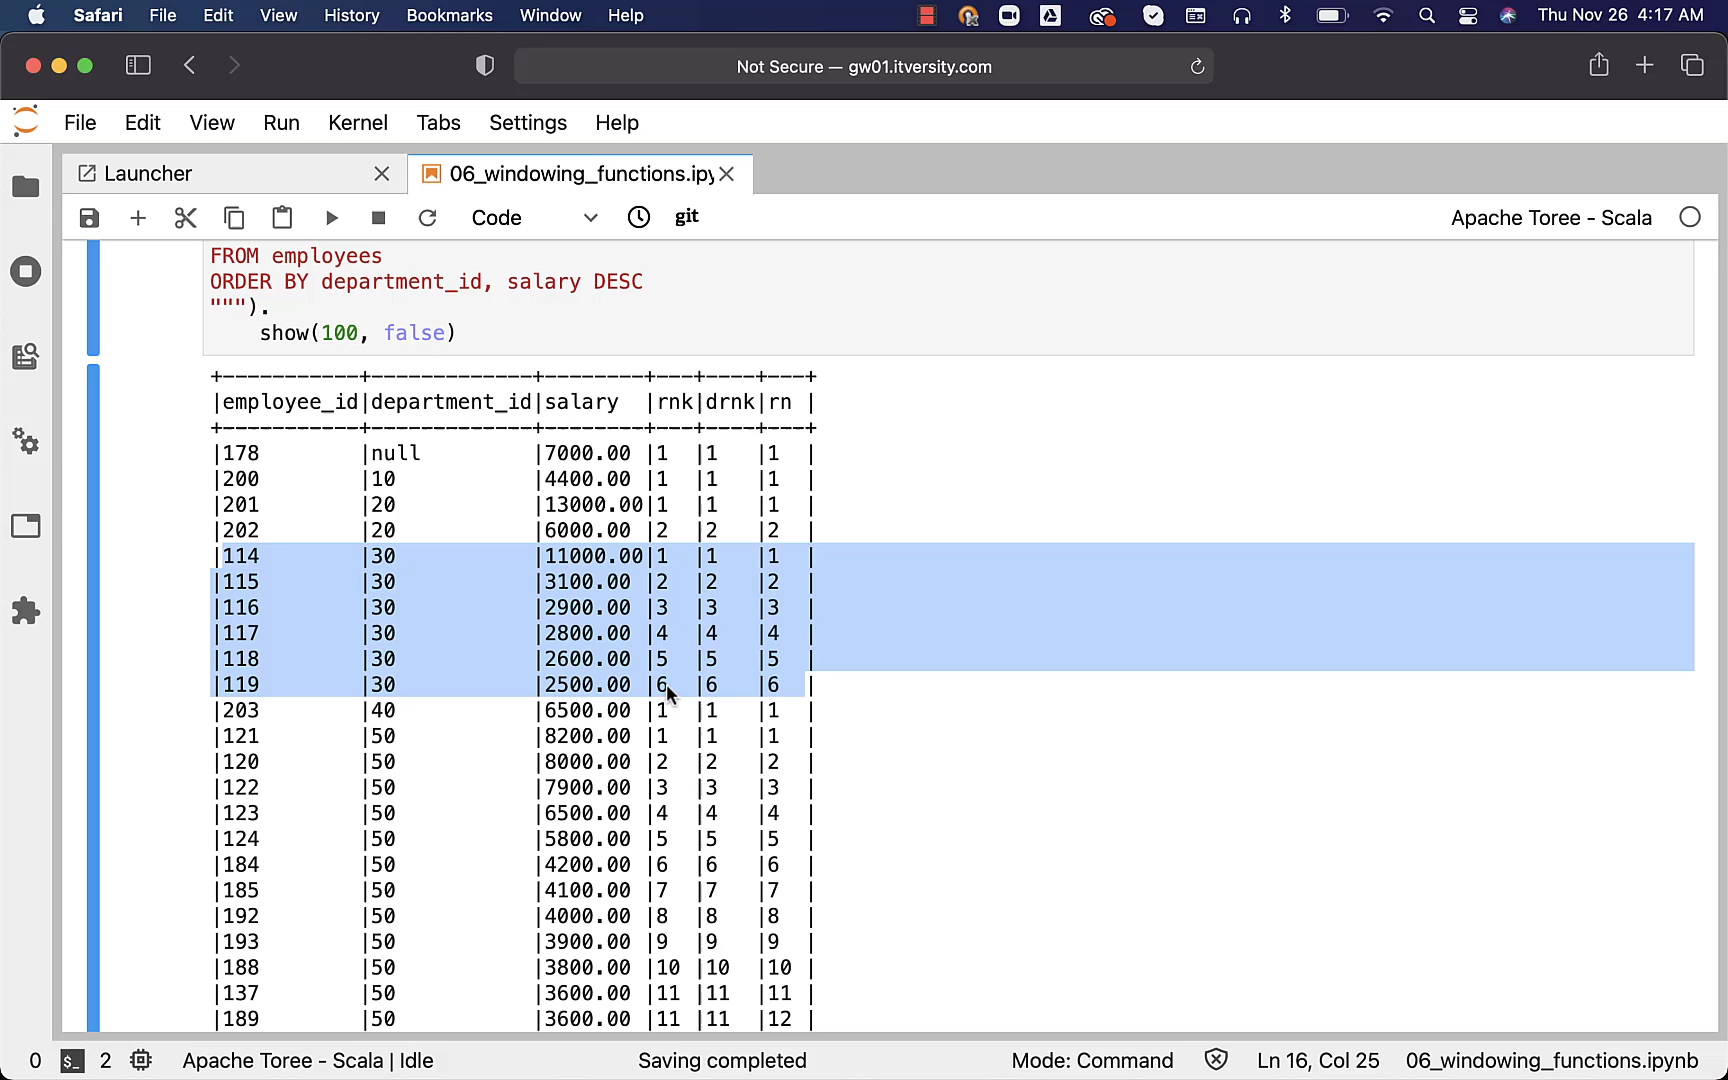 Safari File Edit View History Bookmarks Window Help Thu Nov 26 4:17 AM
Not Secure — gw01.itversity.com
File Edit View Run Kernel Tabs Settings Help
Launcher 06_windowing_functions.ipy
Code git Apache Toree - Scala
FROM employees
ORDER BY department_id, salary DESC
""").
show(100, false)
+-----------+-------------+--------+---+----+---+
|employee_id|department_id|salary  |rnk|drnk|rn |
+-----------+-------------+--------+---+----+---+
|178        |null         |7000.00 |1  |1   |1  |
|200        |10           |4400.00 |1  |1   |1  |
|201        |20           |13000.00|1  |1   |1  |
|202        |20           |6000.00 |2  |2   |2  |
|114        |30           |11000.00|1  |1   |1  |
|115        |30           |3100.00 |2  |2   |2  |
|116        |30           |2900.00 |3  |3   |3  |
|117        |30           |2800.00 |4  |4   |4  |
|118        |30           |2600.00 |5  |5   |5  |
|119        |30           |2500.00 |6  |6   |6  |
|203        |40           |6500.00 |1  |1   |1  |
|121        |50           |8200.00 |1  |1   |1  |
|120        |50           |8000.00 |2  |2   |2  |
|122        |50           |7900.00 |3  |3   |3  |
|123        |50           |6500.00 |4  |4   |4  |
|124        |50           |5800.00 |5  |5   |5  |
|184        |50           |4200.00 |6  |6   |6  |
|185        |50           |4100.00 |7  |7   |7  |
|192        |50           |4000.00 |8  |8   |8  |
|193        |50           |3900.00 |9  |9   |9  |
|188        |50           |3800.00 |10 |10  |10 |
|137        |50           |3600.00 |11 |11  |11 |
|189        |50           |3600.00 |11 |11  |12 |
0 $_ 2 Apache Toree - Scala | Idle Saving completed Mode: Command Ln 16, Col 25 06_windowing_functions.ipynb